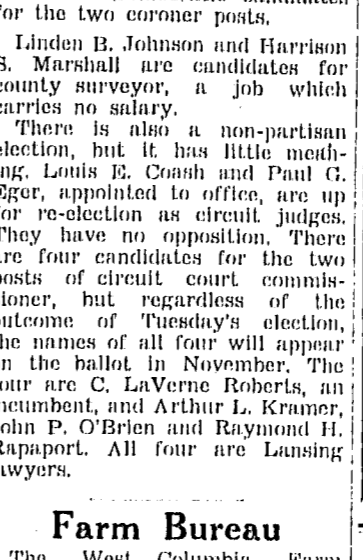 for the two coroner posts.
Linden B. Johnson and Harrison
S. Marshall are candidates for
county surveyor, a job which
carries no salary.
There is also a non-partisan
election, but it has little mean-
ing. Louis E. Coash and Paul G.
Eger, appointed to office, are up
for re-election as circuit judges.
They have no opposition. There
are four candidates for the two
posts of circuit court commis-
sioner, but regardless of the
outcome of Tuesday's election,
the names of all four will appear
on the ballot in November. The
four are C. LaVerne Roberts, an
incumbent, and Arthur L. Kramer,
John P. O'Brien and Raymond H.
Rapaport. All four are Lansing
lawyers.
Farm Bureau
The West Columbia Farm